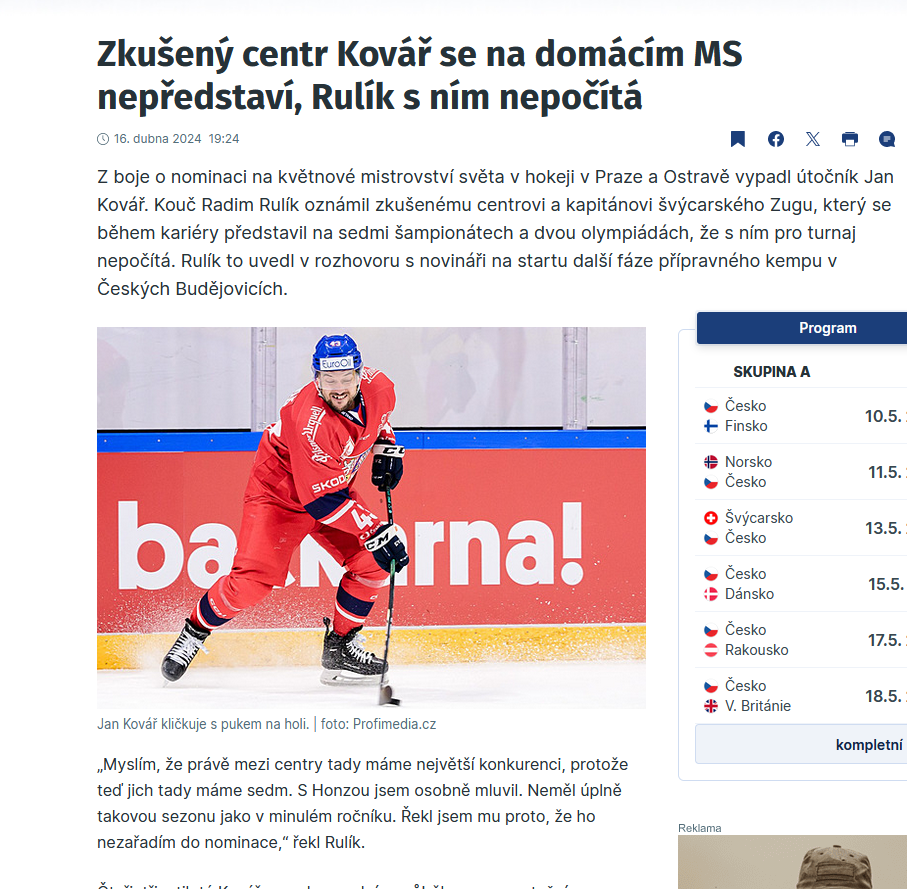 Zkušený centr Kovář se na domácím MS
nepředstaví, Rulík s ním nepočítá
16. dubna 2024 19:24
Z boje o nominaci na květnové mistrovství světa v hokeji v Praze a Ostravě vypadl útočník Jan
Kovář. Kouč Radim Rulík oznámil zkušenému centrovi a kapitánovi švýcarského Zugu, který se
během kariéry představil na sedmi šampionátech a dvou olympiádách, že s ním pro turnaj
nepočítá. Rulík to uvedl v rozhovoru s novináři na startu další fáze přípravného kempu v
Českých Budějovicích.
43
EuroOil
Pilsner Urquell
ŠKODA
CCM
43
CCM
ba rna!
Jan Kovář kličkuje s pukem na holi. | foto: Profimedia.cz
„Myslím, že právě mezi centry tady máme největší konkurenci, protože
teď jich tady máme sedm. S Honzou jsem osobně mluvil. Neměl úplně
takovou sezonu jako v minulém ročníku. Řekl jsem mu proto, že ho
nezařadím do nominace,“ řekl Rulík.
Program
SKUPINA A
Česko
Finsko
10.5.
Norsko
Česko
11.5.
Švýcarsko
Česko
13.5.
Česko
Dánsko
15.5.
Česko
Rakousko
17.5.
Česko
V. Británie
18.5.
kompletní
Reklama